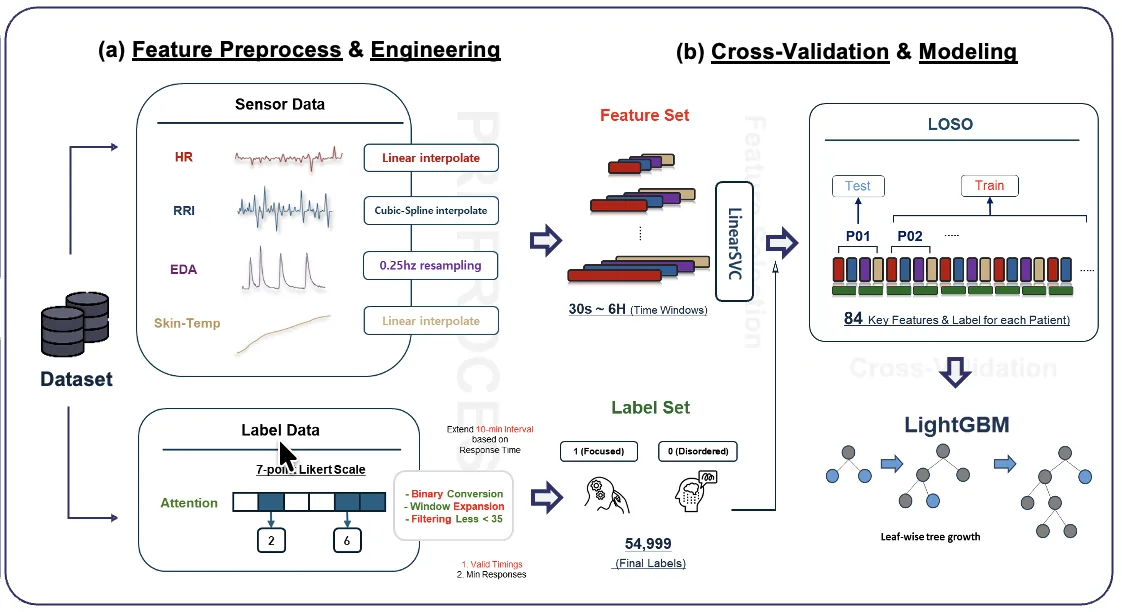 (a) Feature Preprocess & Engineering
Sensor Data
HR
Linear interpolate
RRI
Cubic-Spline interpolate
EDA
0.25hz resampling
Skin-Temp
Linear interpolate
Dataset
Label Data
7-point Likert Scale
Attention
2
6
- Binary Conversion
- Window Expansion
- Filtering Less < 35
Extend 10-min Interval
based on
Response Time
1. Valid Timings
2. Min Responses
(b) Cross-Validation & Modeling
Feature Set
30s ~ 6H (Time Windows)
LinearSVC
Label Set
1 (Focused)
0 (Disordered)
54,999
(Final Labels)
LOSO
Test
Train
P01
P02
.....
.....
84 Key Features & Label for each Patient)
Cross-Validation
LightGBM
Leaf-wise tree growth